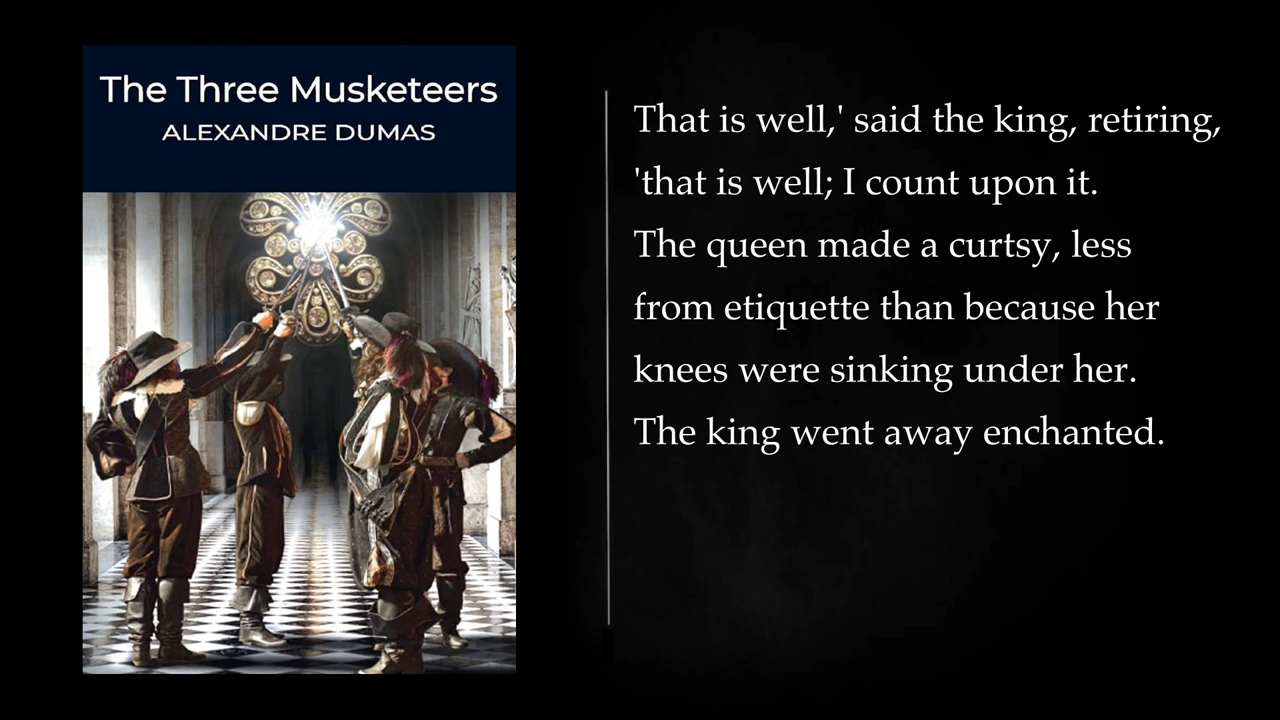 The Three Musketeers
ALEXANDRE DUMAS
That is well,' said the king, retiring,
'that is well; I count upon it.
The queen made a curtsy, less
from etiquette than because her
knees were sinking under her.
The king went away enchanted.